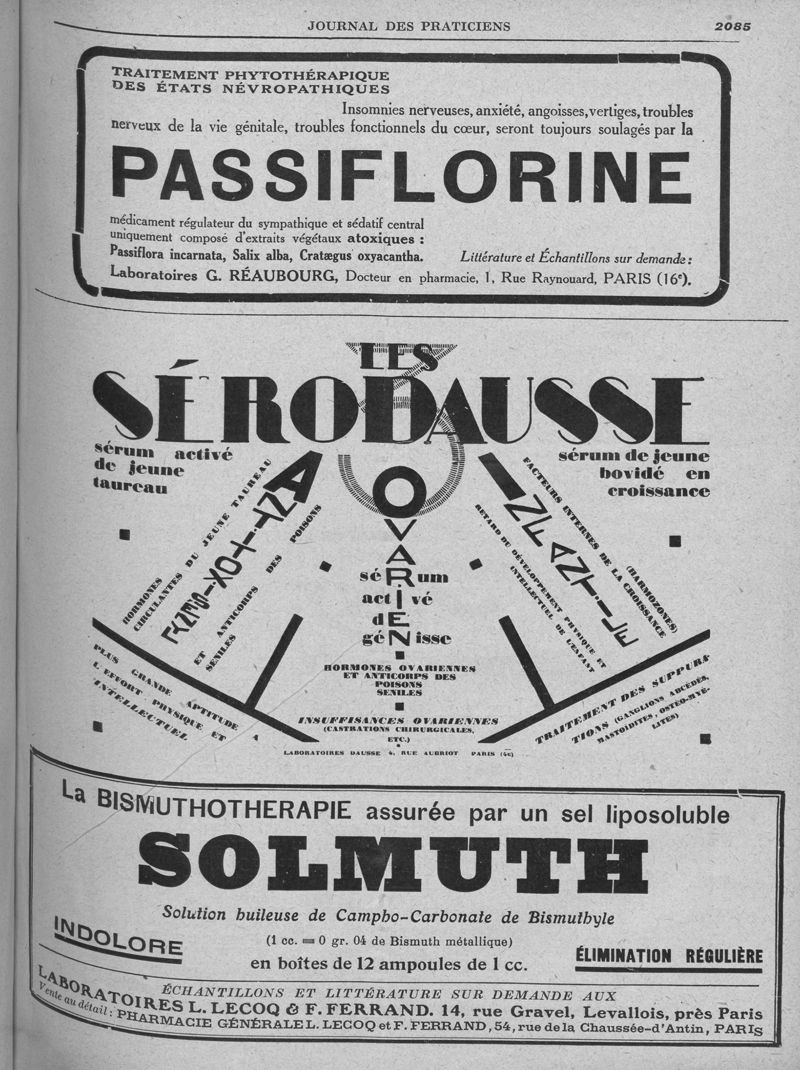 JOURNAL DES PRATICIENS
2085
TRAITEMENT PHYTOTHÉRAPIQUE
DES ÉTATS NÉVROPATHIQUES
Insomnies nerveuses, anxiété, angoisses, vertiges, troubles
nerveux de la vie génitale, troubles fonctionnels du cœur, seront toujours soulagés par la
PASSIFLORINE
médicament régulateur du sympathique et sédatif central
uniquement composé d'extraits végétaux atoxiques :
Passiflora incarnata, Salix alba, Cratægus oxyacantha.
Littérature et Échantillons sur demande :
Laboratoires G. RÉAUBOURG, Docteur en pharmacie, 1, Rue Raynouard, PARIS (16e).
LES
SÉRODAUSSE
sérum activé
de jeune
taureau
HORMONES
CIRCULANTES DU JEUNE TAUREAU
ET ANTICORPS DES POISONS
SENILES
PLUS GRANDE APTITUDE A
L'EFFORT PHYSIQUE ET
INTELLECTUEL
OVARIEN
sérum
activé
de
génisse
HORMONES OVARIENNES
ET ANTICORPS DES
POISONS
SENILES
INSUFFISANCES OVARIENNES
(CASTRATIONS CHIRURGICALES,
ETC.)
sérum de jeune
bovidé en
croissance
INFANTILE
FACTEURS INTERNES DE LA CROISSANCE
(HARMOZONES)
RETARD DU DÉVELOPPEMENT PHYSIQUE ET
INTELLECTUEL DE L'ENFANT
TRAITEMENT DES SUPPURA-
TIONS (GANGLIONS ABCÉDÉS,
MASTOÏDITES, OSTÉO-MYÉ-
LITES)
LABORATOIRES DAUSSE 4, RUE AUBRIOT PARIS (4e)
La BISMUTHOTHERAPIE assurée par un sel liposoluble
SOLMUTH
Solution huileuse de Campho-Carbonate de Bismuthyle
INDOLORE
(1 cc. = 0 gr. 04 de Bismuth métallique)
en boîtes de 12 ampoules de 1 cc.
ÉLIMINATION RÉGULIÈRE
ÉCHANTILLONS ET LITTÉRATURE SUR DEMANDE AUX
LABORATOIRES L. LECOQ & F. FERRAND. 14, rue Gravel, Levallois, près Paris
Vente au détail : PHARMACIE GÉNÉRALE L. LECOQ et F. FERRAND, 54, rue de la Chaussée-d'Antin, PARIS